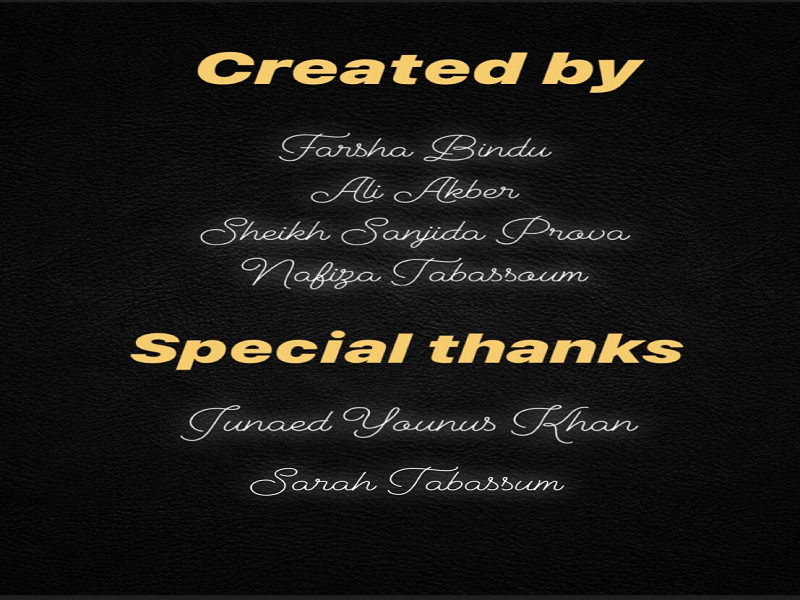 Created by
Farsha Bindu
Ali Akber
Sheikh Sanjida Prova
Nafiza Tabassoum
Special thanks
Junaed Younus Khan
Sarah Tabassum